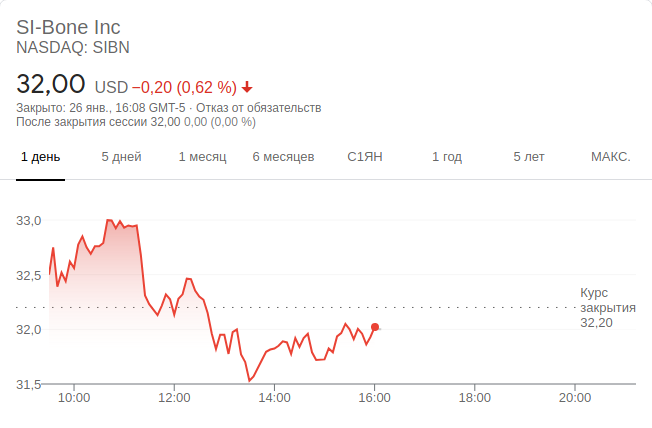 SI-Bone Inc
NASDAQ: SIBN
32,00 USD −0,20 (0,62 %)
Закрыто: 26 янв., 16:08 GMT-5 · Отказ от обязательств
После закрытия сессии 32,00 0,00 (0,00 %)
1 день 5 дней 1 месяц 6 месяцев С1ЯН 1 год 5 лет МАКС.
33,0
32,5
Курс
закрытия
32,20
32,0
31,5
10:00 12:00 14:00 16:00 18:00 20:00